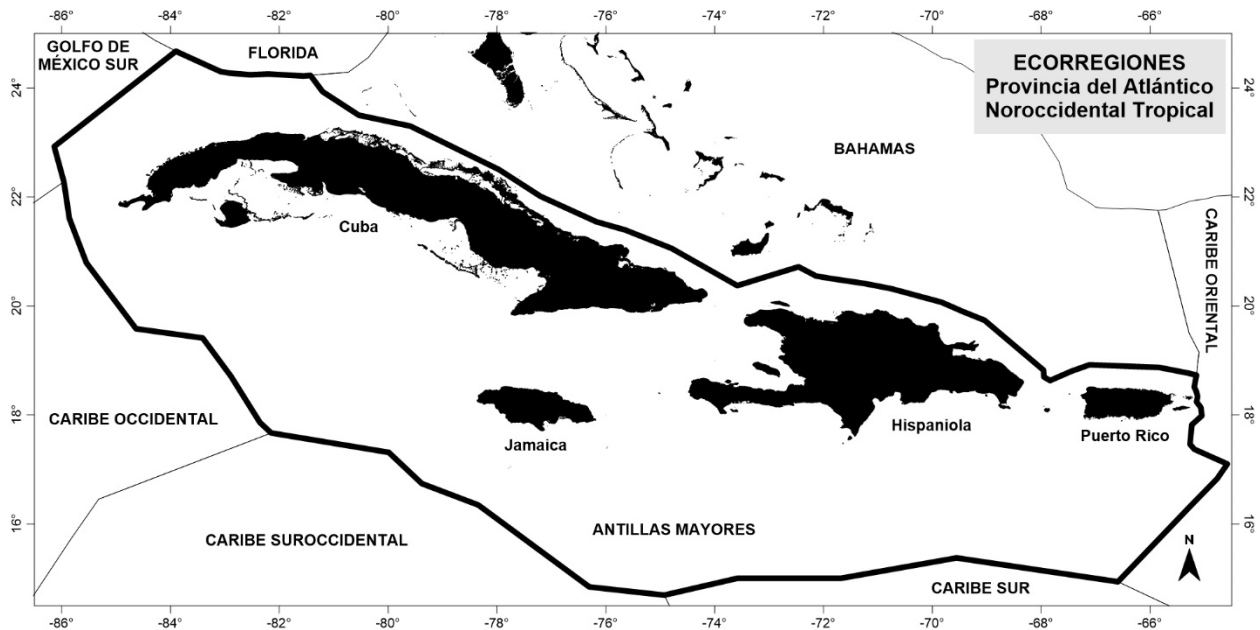 -86° -84° -82° -80° -78° -76° -74° -72° -70° -68° -66°
GOLFO DE
MÉXICO SUR
FLORIDA
ECORREGIONES
Provincia del Atlántico
Noroccidental Tropical
24° 24°
BAHAMAS
22° 22°
Cuba
CARIBE ORIENTAL
20° 20°
CARIBE OCCIDENTAL
18° 18°
Jamaica
Hispaniola
Puerto Rico
16° 16°
ANTILLAS MAYORES
CARIBE SUROCCIDENTAL
N
CARIBE SUR
-86° -84° -82° -80° -78° -76° -74° -72° -70° -68° -66°